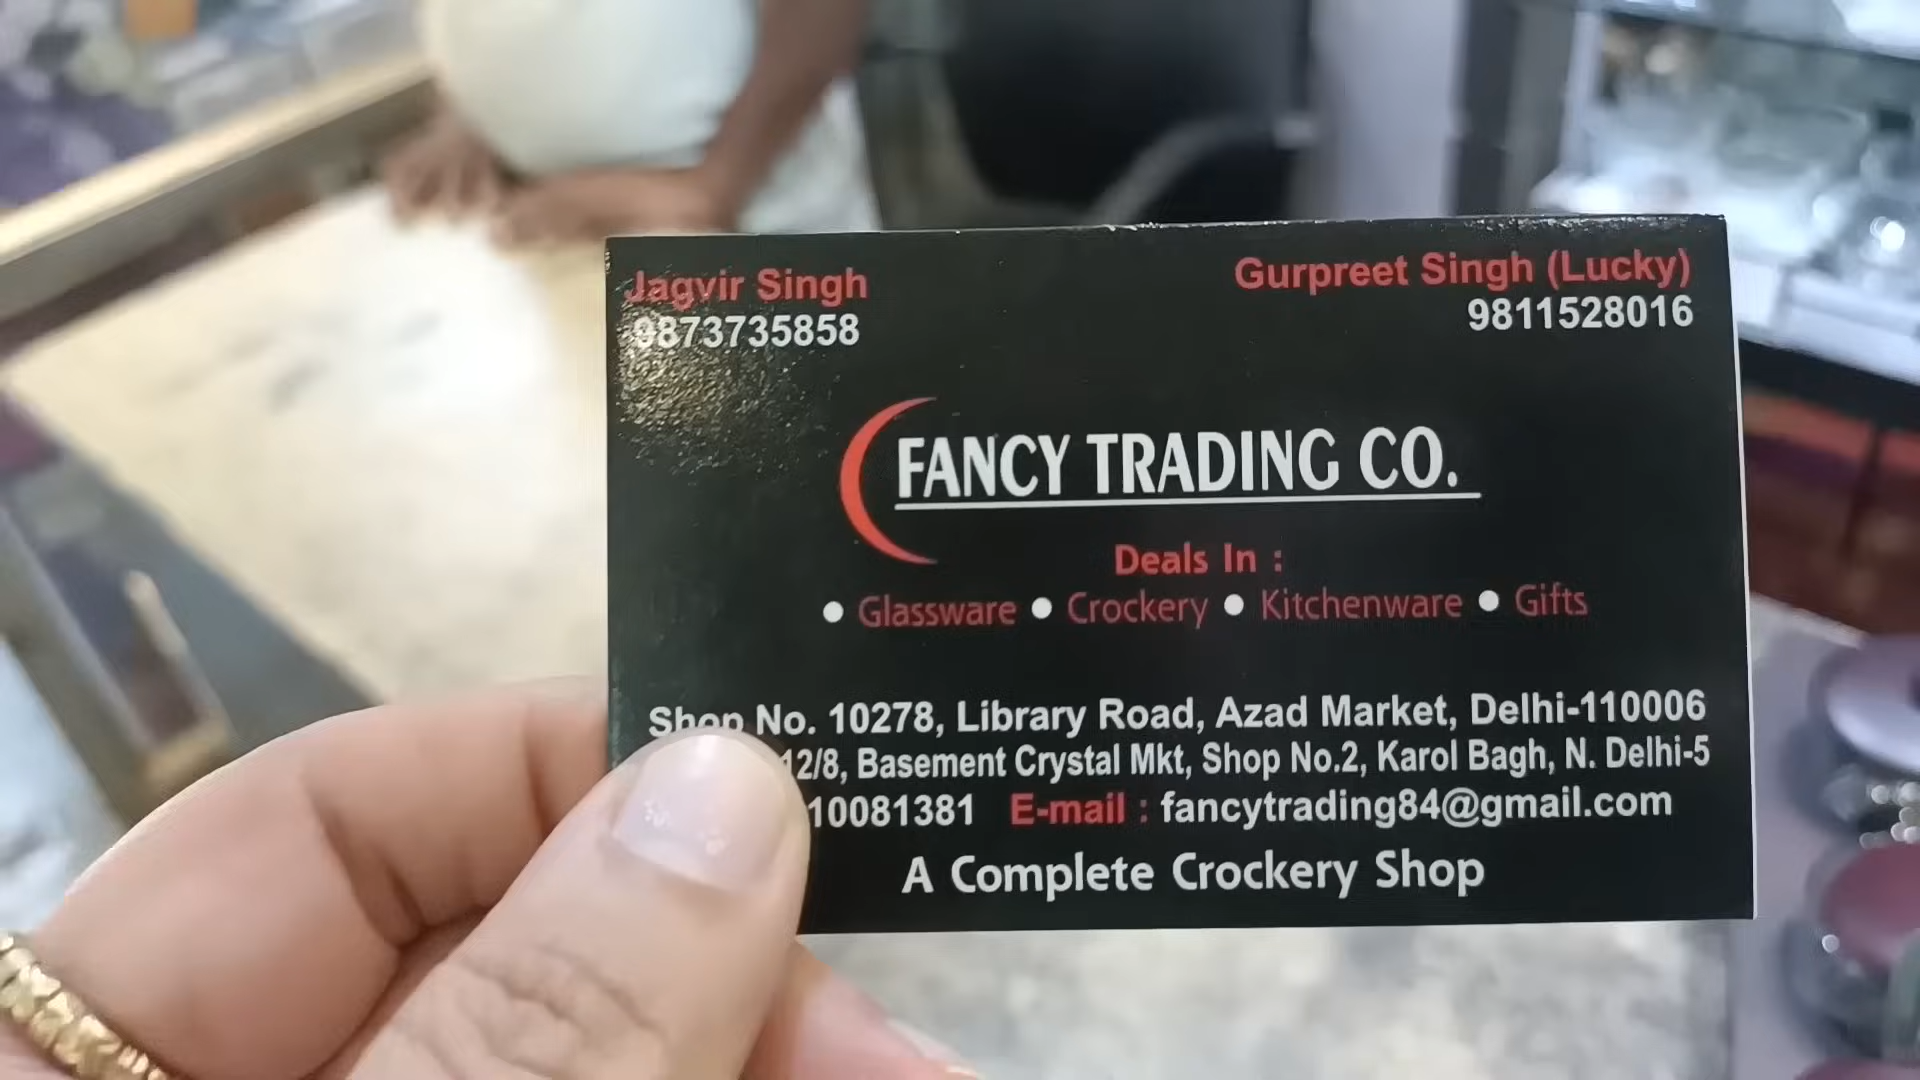 Jagvir Singh
9873735858
Gurpreet Singh (Lucky)
9811528016
FANCY TRADING CO.
Deals In :
• Glassware • Crockery • Kitchenware • Gifts
Shop No. 10278, Library Road, Azad Market, Delhi-110006
12/8, Basement Crystal Mkt, Shop No.2, Karol Bagh, N. Delhi-5
10081381 E-mail : fancytrading84@gmail.com
A Complete Crockery Shop